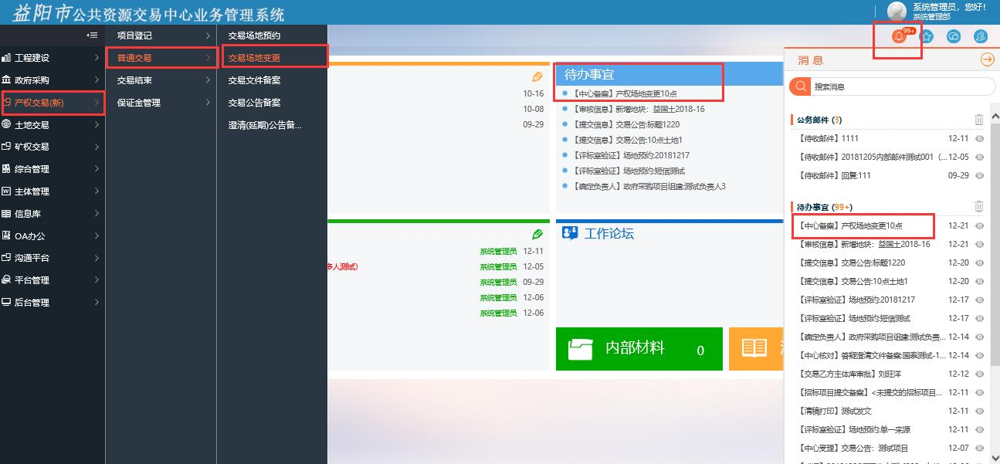 益阳市公共资源交易中心业务管理系统
系统管理员，您好！
系统管理部
工程建设
政府采购
产权交易(新)
土地交易
矿权交易
综合管理
主体管理
信息库
OA办公
沟通平台
平台管理
后台管理
项目登记
普通交易
交易结束
保证金管理
交易场地预约
交易场地变更
交易文件备案
交易公告备案
澄清(延期)公告备...
10-16
10-08
09-29
待办事宜
【中心备案】产权场地变更10点
【审核信息】新增地块：益国土2018-16
【提交信息】交易公告:标题1220
【提交信息】交易公告:10点土地1
【评标室验证】场地预约:20181217
【评标室验证】场地预约:短信测试
【确定负责人】政府采购项目组建:测试负责人3
系统管理员 12-11
多人测试) 系统管理员 12-05
系统管理员 09-29
系统管理员 12-06
系统管理员 12-06
工作论坛
内部材料 0
99+
消息
搜索消息
公务邮件 (3)
【待收邮件】1111 12-11
【待收邮件】20181205内部邮件测试001（... 12-05
【待收邮件】回复:111 09-29
待办事宜 (99+)
【中心备案】产权场地变更10点 12-21
【审核信息】新增地块：益国土2018-16 12-21
【提交信息】交易公告:标题1220 12-20
【提交信息】交易公告:10点土地1 12-20
【评标室验证】场地预约:20181217 12-17
【评标室验证】场地预约:短信测试 12-17
【确定负责人】政府采购项目组建:测试负责... 12-14
【中心核对】答疑澄清文件备案:国泰测试-1... 12-14
【交易乙方主体库审批】刘旺洋 12-12
【招标项目提交备案】<未提交的招标项目... 12-11
【清稿打印】测试发文 12-11
【评标室验证】场地预约:单一来源 12-11
【中心受理】交易公告：测试项目 12-07